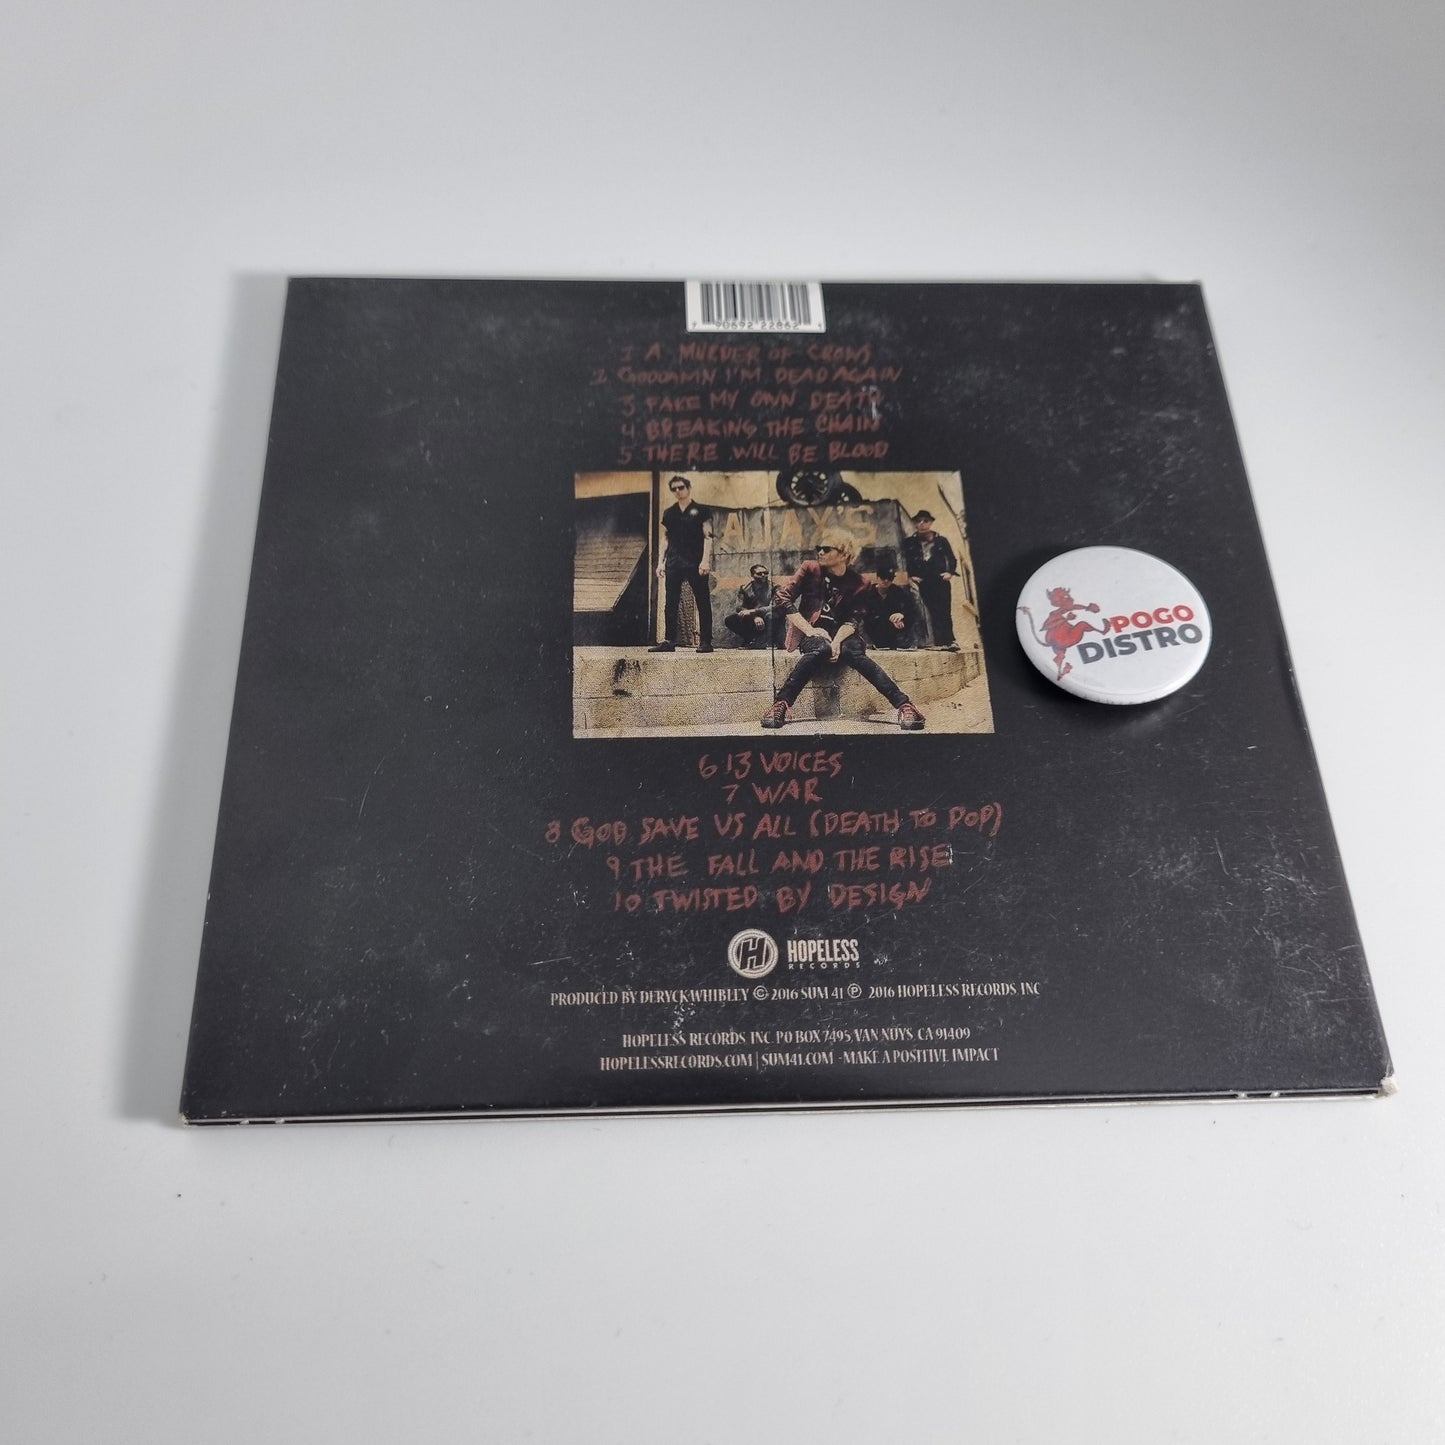 90692 22862
1 A MURDER OF CROWS
2 GODDAMN I'M DEAD AGAIN
3 FAKE MY OWN DEATH
4 BREAKING THE CHAIN
5 THERE WILL BE BLOOD
AJAX'S
POGO
DISTRO
6 13 VOICES
7 WAR
8 GOD SAVE US ALL (DEATH TO POP)
9 THE FALL AND THE RISE
10 TWISTED BY DESIGN
H HOPELESS
RECORDS
PRODUCED BY DERYCK WHIBLEY © 2016 SUM 41 ℗ 2016 HOPELESS RECORDS, INC
HOPELESS RECORDS, INC. PO BOX 7495, VAN NUYS, CA 91409
HOPELESSRECORDS.COM | SUM41.COM - MAKE A POSITIVE IMPACT